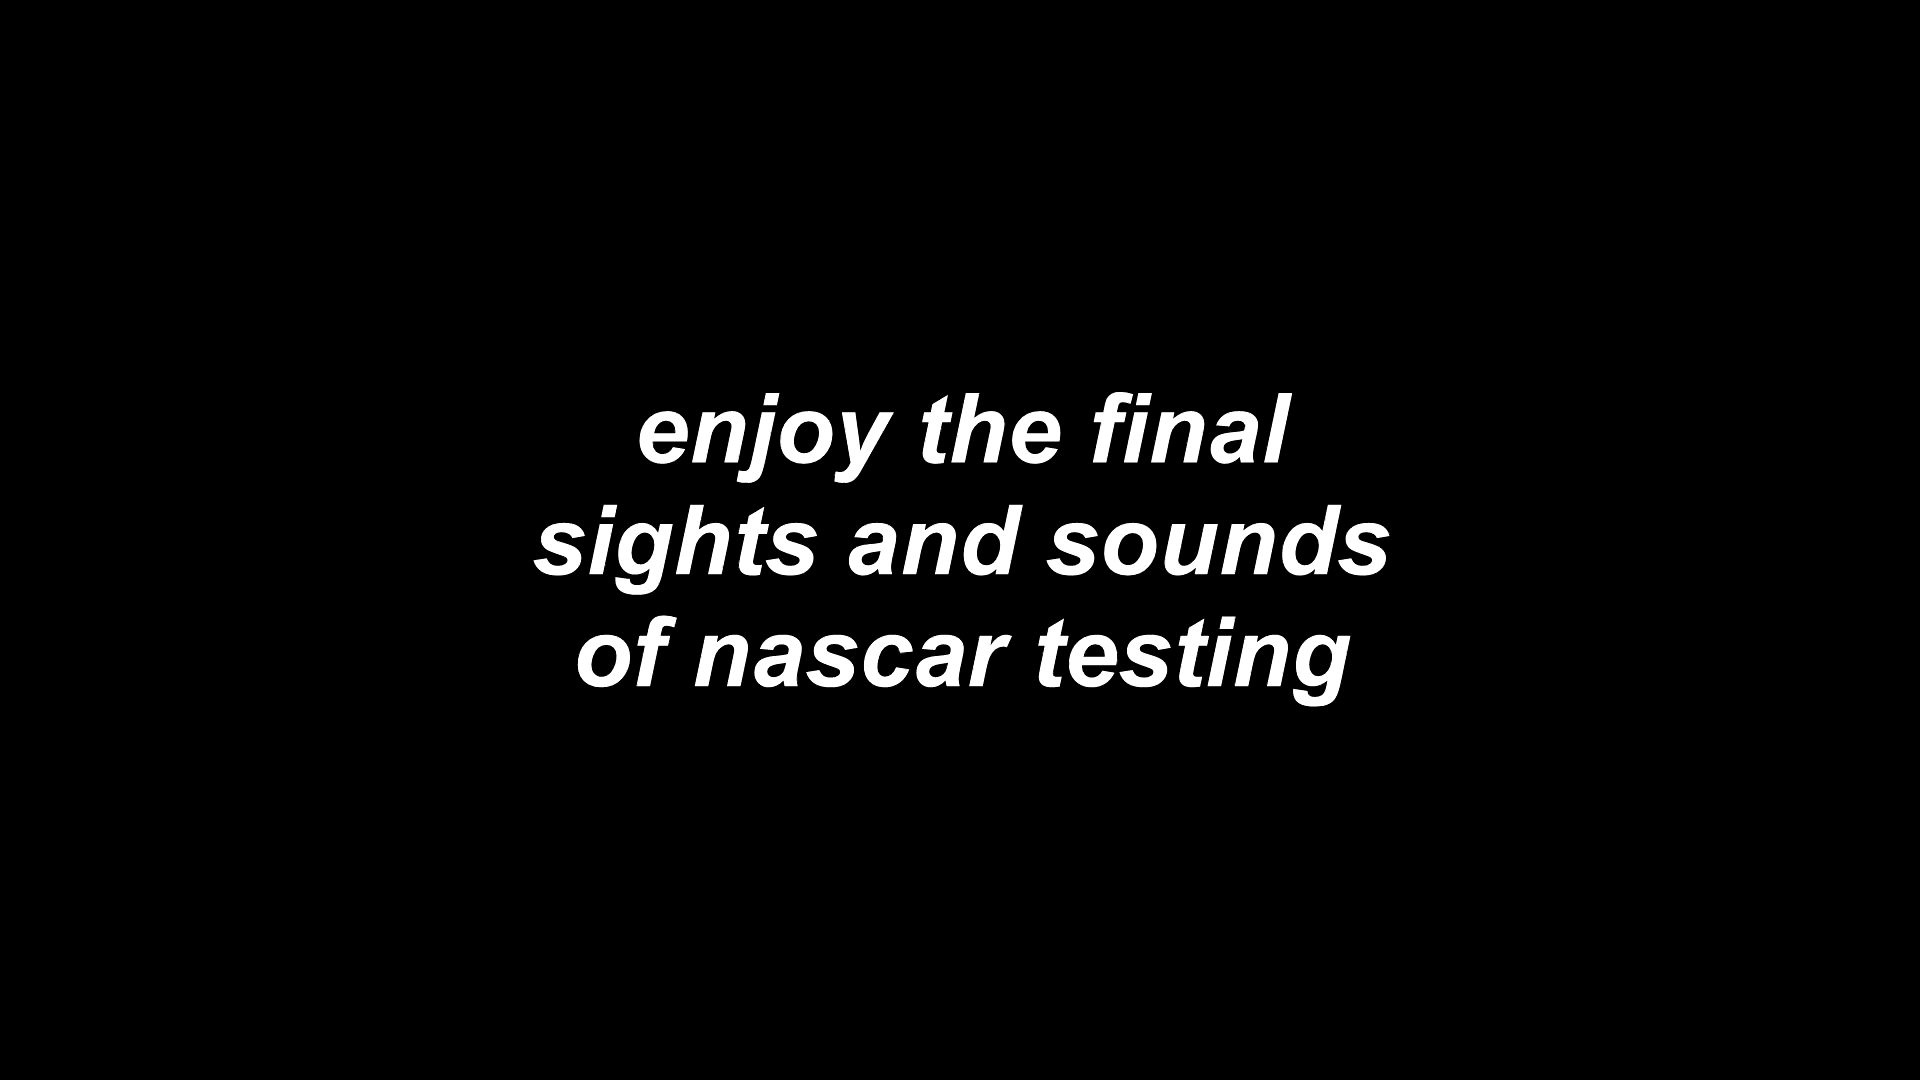 enjoy the final
sights and sounds
of nascar testing